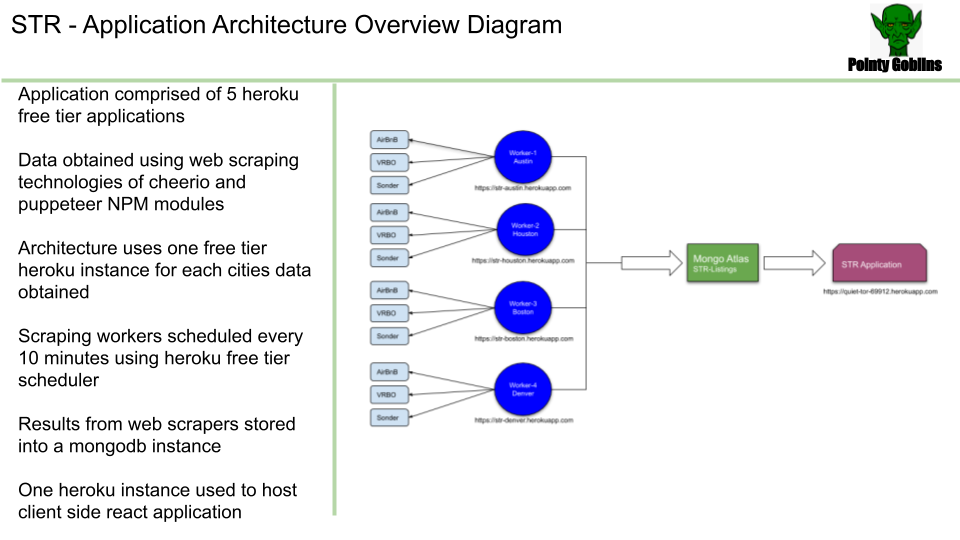 STR - Application Architecture Overview Diagram
Pointy Goblins
Application comprised of 5 heroku
free tier applications
Data obtained using web scraping
technologies of cheerio and
puppeteer NPM modules
Architecture uses one free tier
heroku instance for each cities data
obtained
Scraping workers scheduled every
10 minutes using heroku free tier
scheduler
Results from web scrapers stored
into a mongodb instance
One heroku instance used to host
client side react application
AirBnB
VRBO
Sonder
Worker-1
Austin
https://str-austin.herokuapp.com
AirBnB
VRBO
Sonder
Worker-2
Houston
https://str-houston.herokuapp.com
AirBnB
VRBO
Sonder
Worker-3
Boston
https://str-boston.herokuapp.com
AirBnB
VRBO
Sonder
Worker-4
Denver
https://str-denver.herokuapp.com
Mongo Atlas
STR-Listings
STR Application
https://quiet-tor-69912.herokuapp.com